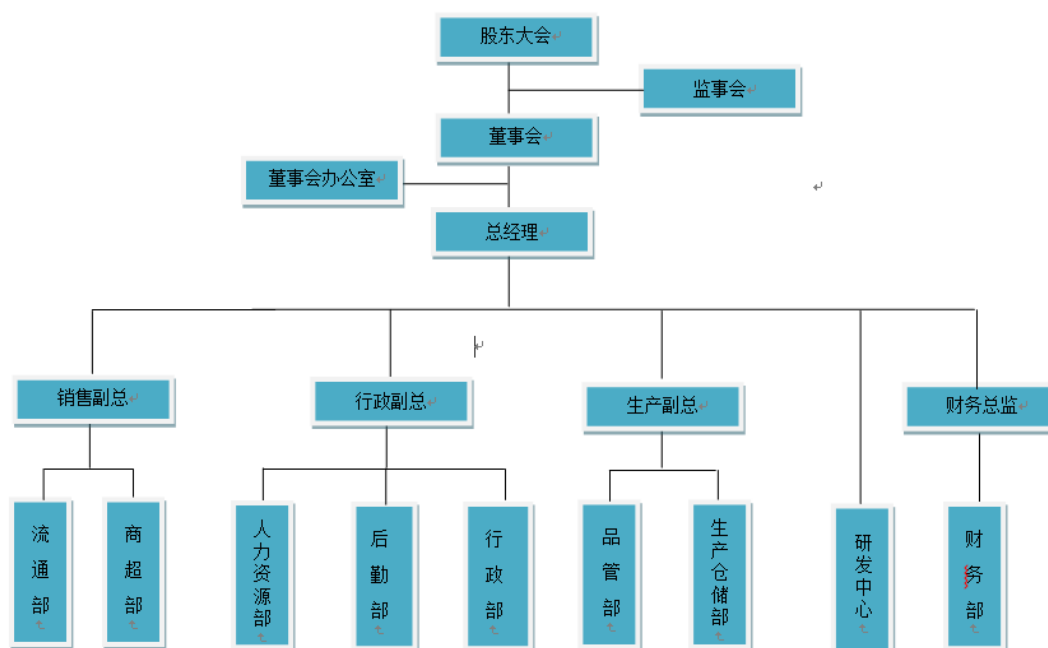 股东大会
监事会
董事会
董事会办公室
总经理
销售副总
行政副总
生产副总
财务总监
流通部
商超部
人力资源部
后勤部
行政部
品管部
生产仓储部
研发中心
财务部